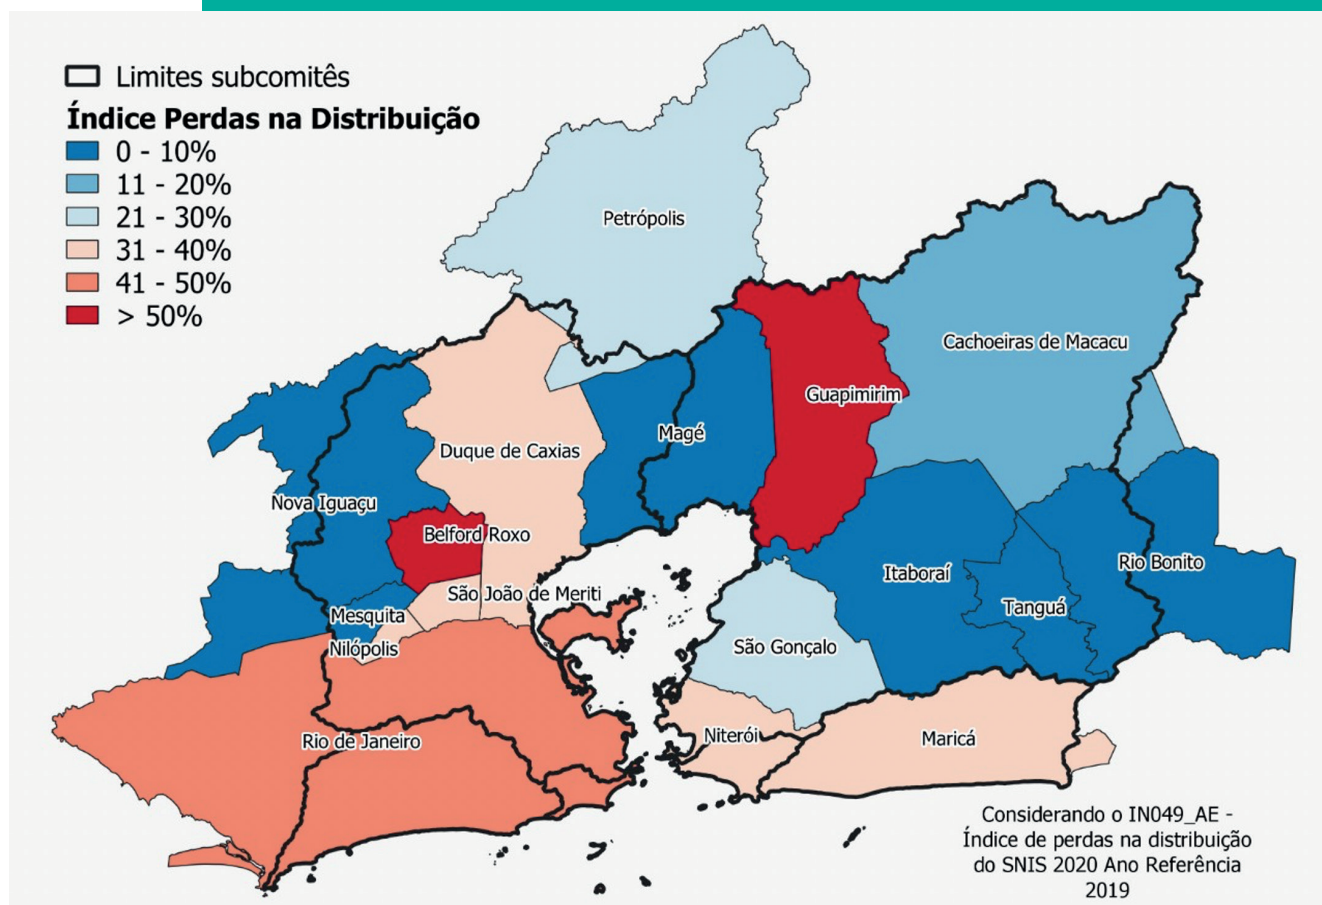 Limites subcomitês
Índice Perdas na Distribuição
0 - 10%
11 - 20%
21 - 30%
31 - 40%
41 - 50%
> 50%
Petrópolis
Cachoeiras de Macacu
Guapimirim
Magé
Duque de Caxias
Nova Iguaçu
Belford Roxo
Rio Bonito
Itaboraí
São João de Meriti
Tanguá
Mesquita
Nilópolis
São Gonçalo
Niterói
Maricá
Rio de Janeiro
Considerando o IN049_AE -
Índice de perdas na distribuição
do SNIS 2020 Ano Referência
2019